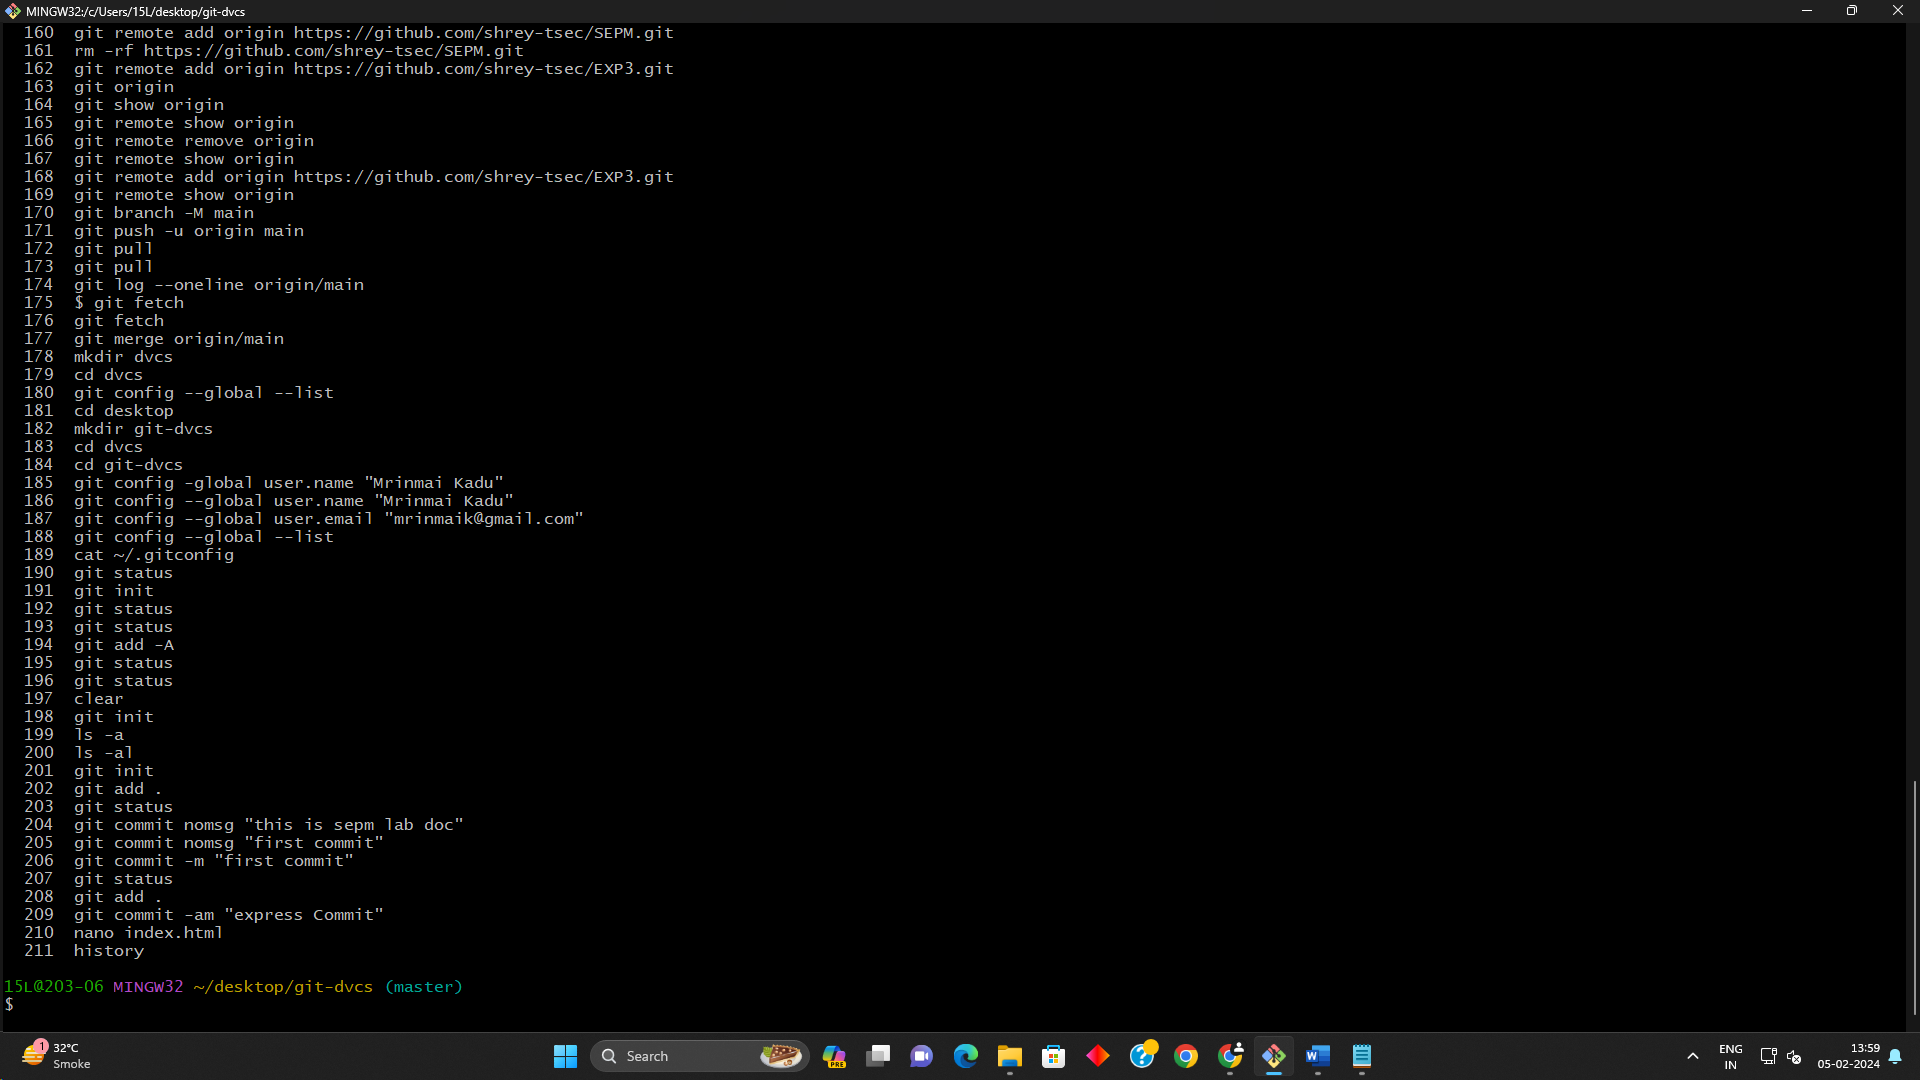 MINGW32:/c/Users/15L/desktop/git-dvcs
160 git remote add origin https://github.com/shrey-tsec/SEPM.git
161 rm -rf https://github.com/shrey-tsec/SEPM.git
162 git remote add origin https://github.com/shrey-tsec/EXP3.git
163 git origin
164 git show origin
165 git remote show origin
166 git remote remove origin
167 git remote show origin
168 git remote add origin https://github.com/shrey-tsec/EXP3.git
169 git remote show origin
170 git branch -M main
171 git push -u origin main
172 git pull
173 git pull
174 git log --oneline origin/main
175 $ git fetch
176 git fetch
177 git merge origin/main
178 mkdir dvcs
179 cd dvcs
180 git config --global --list
181 cd desktop
182 mkdir git-dvcs
183 cd dvcs
184 cd git-dvcs
185 git config -global user.name "Mrinmai Kadu"
186 git config --global user.name "Mrinmai Kadu"
187 git config --global user.email "mrinmaik@gmail.com"
188 git config --global --list
189 cat ~/.gitconfig
190 git status
191 git init
192 git status
193 git status
194 git add -A
195 git status
196 git status
197 clear
198 git init
199 ls -a
200 ls -al
201 git init
202 git add .
203 git status
204 git commit nomsg "this is sepm lab doc"
205 git commit nomsg "first commit"
206 git commit -m "first commit"
207 git status
208 git add .
209 git commit -am "express Commit"
210 nano index.html
211 history
15L@203-06 MINGW32 ~/desktop/git-dvcs (master)
$
1
32°C
Smoke
Search
PRE
ENG
IN
13:59
05-02-2024